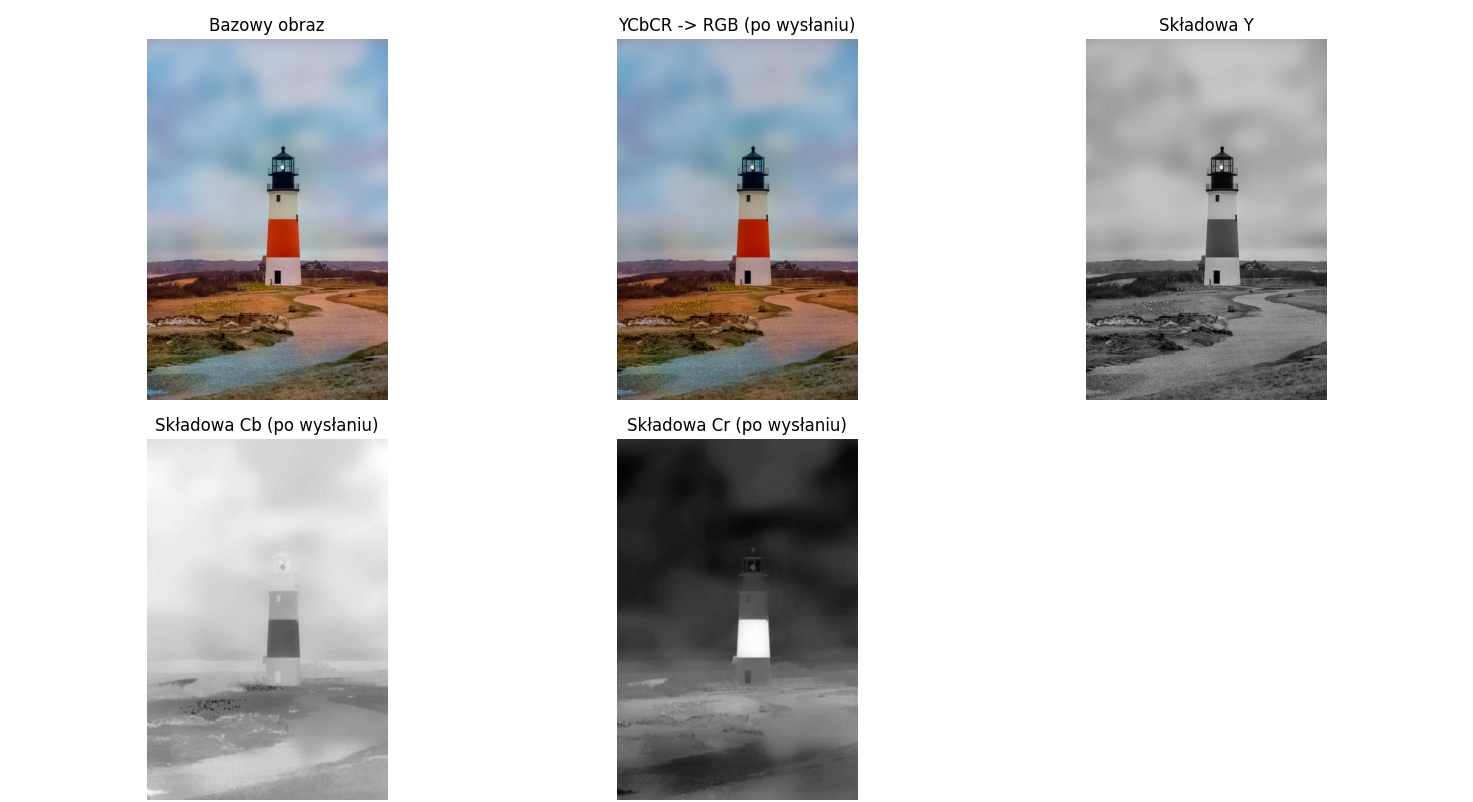 Bazowy obraz
YCbCR -> RGB (po wysłaniu)
Składowa Y
Składowa Cb (po wysłaniu)
Składowa Cr (po wysłaniu)